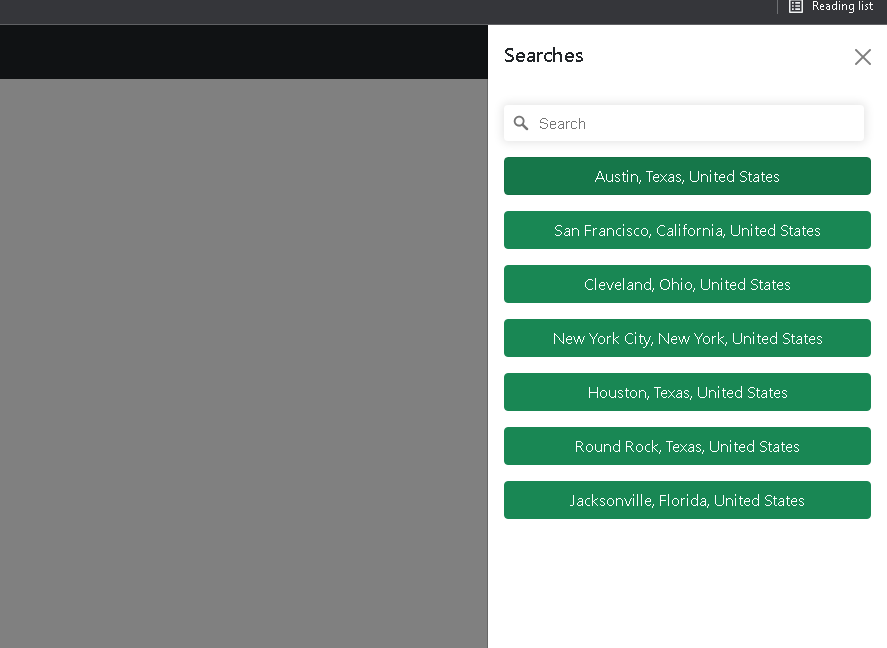 Reading list
Searches
Search
Austin, Texas, United States
San Francisco, California, United States
Cleveland, Ohio, United States
New York City, New York, United States
Houston, Texas, United States
Round Rock, Texas, United States
Jacksonville, Florida, United States